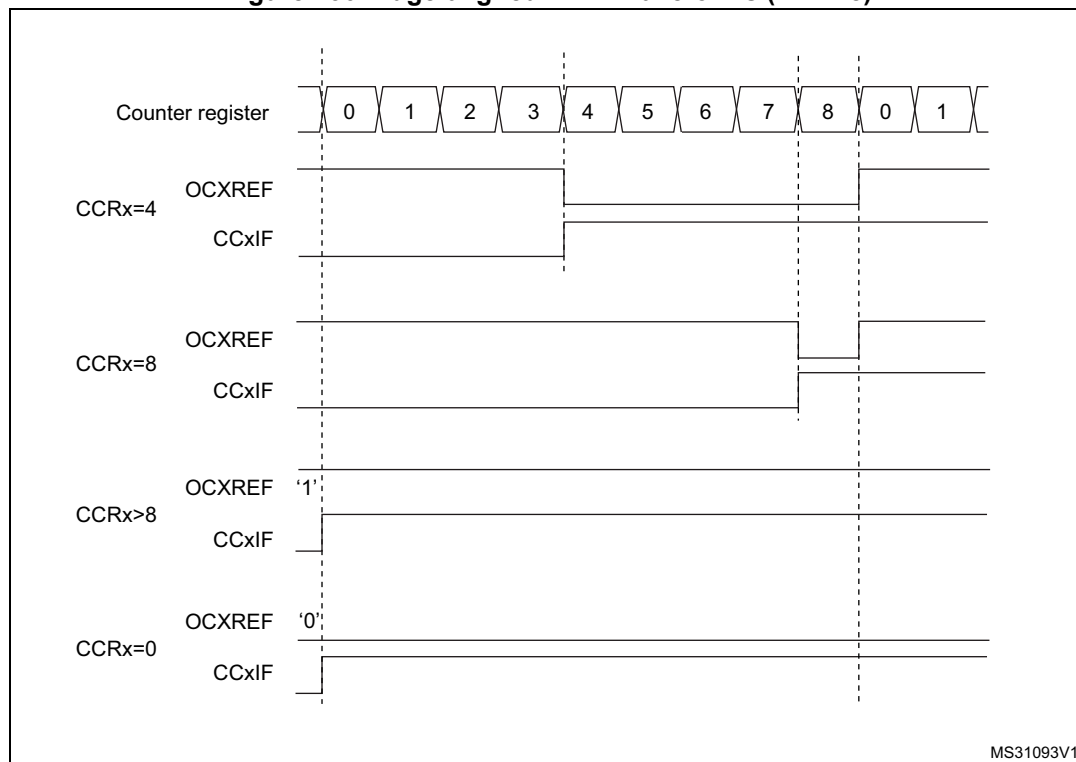 Counter register 0 1 2 3 4 5 6 7 8 0 1
OCXREF
CCRx=4
CCxIF
OCXREF
CCRx=8
CCxIF
OCXREF ‘1’
CCRx>8
CCxIF
OCXREF ‘0’
CCRx=0
CCxIF
MS31093V1